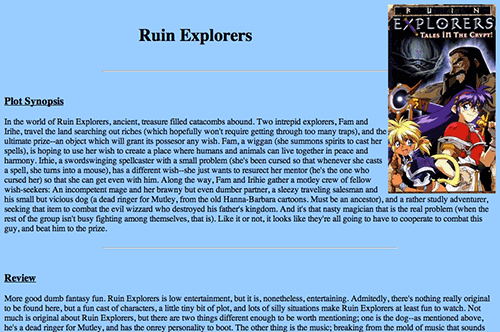 Ruin Explorers
RUIN
EXPLORERS
TALES IN THE CRYPT!
Plot Synopsis
In the world of Ruin Explorers, ancient, treasure filled catacombs abound. Two intrepid explorers, Fam and
Irihe, travel the land searching out riches (which hopefully won't require getting through too many traps), and the
ultimate prize--an object which will grant its possesor any wish. Fam, a wiggan (she summons spirits to cast her
spells), is hoping to use her wish to create a place where humans and animals can live together in peace and
harmony. Irhie, a swordswinging spellcaster with a small problem (she's been cursed so that whenever she casts
a spell, she turns into a mouse), has a different wish--she just wants to resurect her mentor (he's the one who
cursed her) so that she can get even with him. Along the way, Fam and Irihie gather a motley crew of fellow
wish-seekers: An incompetent mage and her brawny but even dumber partner, a sleezy traveling salesman and
his small but vicious dog (a dead ringer for Mutley, from the old Hanna-Barbara cartoons. Must be an ancestor), and a rather studly adventurer,
seeking that item to combat the evil wizzard who destroyed his father's kingdom. And it's that nasty magician that is the real problem (when the
rest of the group isn't busy fighting among themselves, that is). Like it or not, it looks like they're all going to have to cooperate to combat this
guy, and beat him to the prize.
Review
More good dumb fantasy fun. Ruin Explorers is low entertainment, but it is, nonetheless, entertaining. Admitedly, there's nothing really original
to be found here, but a fun cast of characters, a little tiny bit of plot, and lots of silly situations make Ruin Explorers at least fun to watch. Not
much is original about Ruin Explorers, but there are two things different enough to be worth mentioning; one is the dog--as mentioned above,
he's a dead ringer for Mutley, and has the onrey personality to boot. The other thing is the music; breaking from the mold of music that sounds